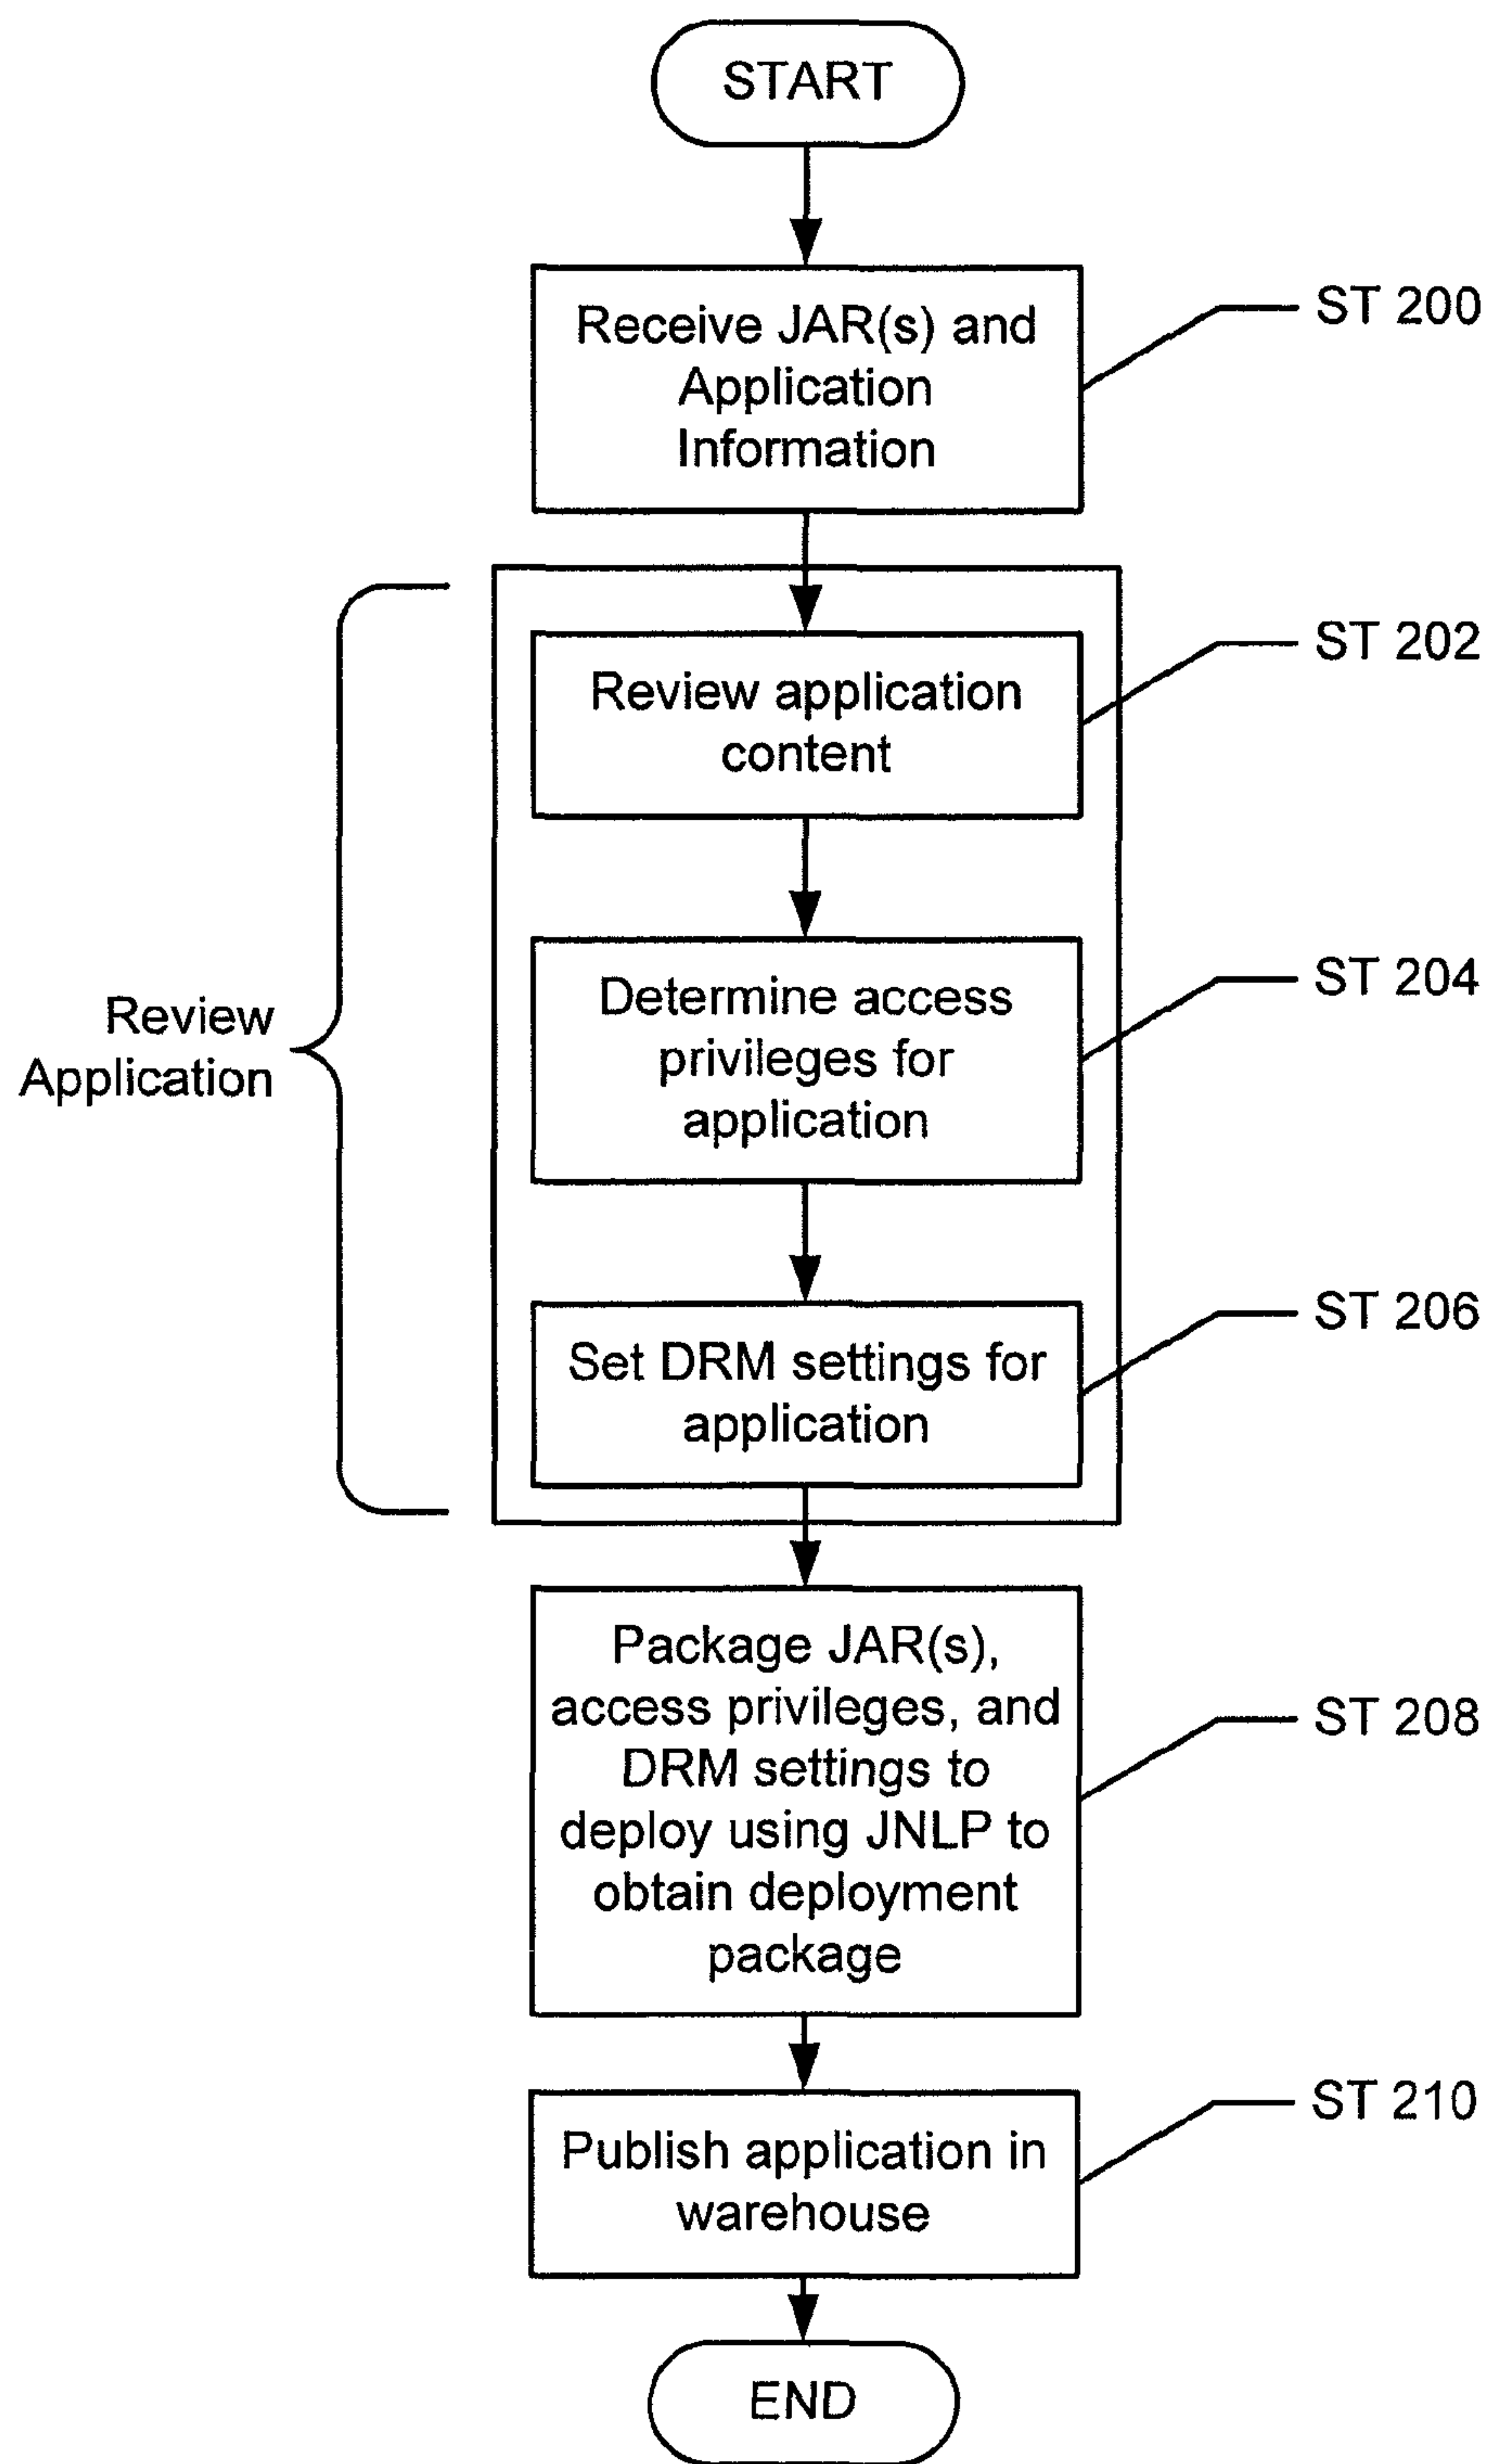 START
Receive JAR(s) and
Application
Information
ST 200
Review application
content
ST 202
Review
Application
Determine access
privileges for
application
ST 204
Set DRM settings for
application
ST 206
Package JAR(s),
access privileges, and
DRM settings to
deploy using JNLP to
obtain deployment
package
ST 208
Publish application in
warehouse
ST 210
END